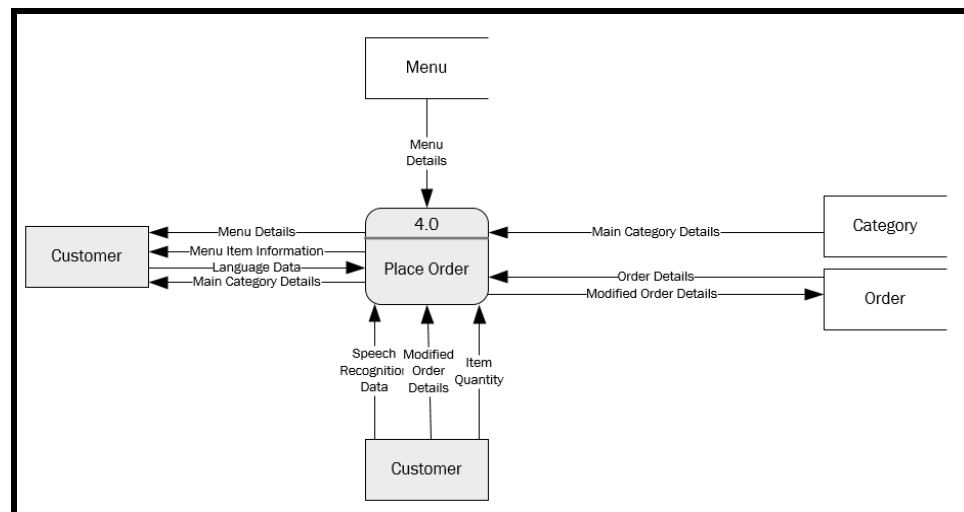 Menu
Menu
Details
4.0
Place Order
Customer
Menu Details
Menu Item Information
Language Data
Main Category Details
Main Category Details
Category
Order Details
Modified Order Details
Order
Speech
Recognition
Data
Modified
Order
Details
Item
Quantity
Customer